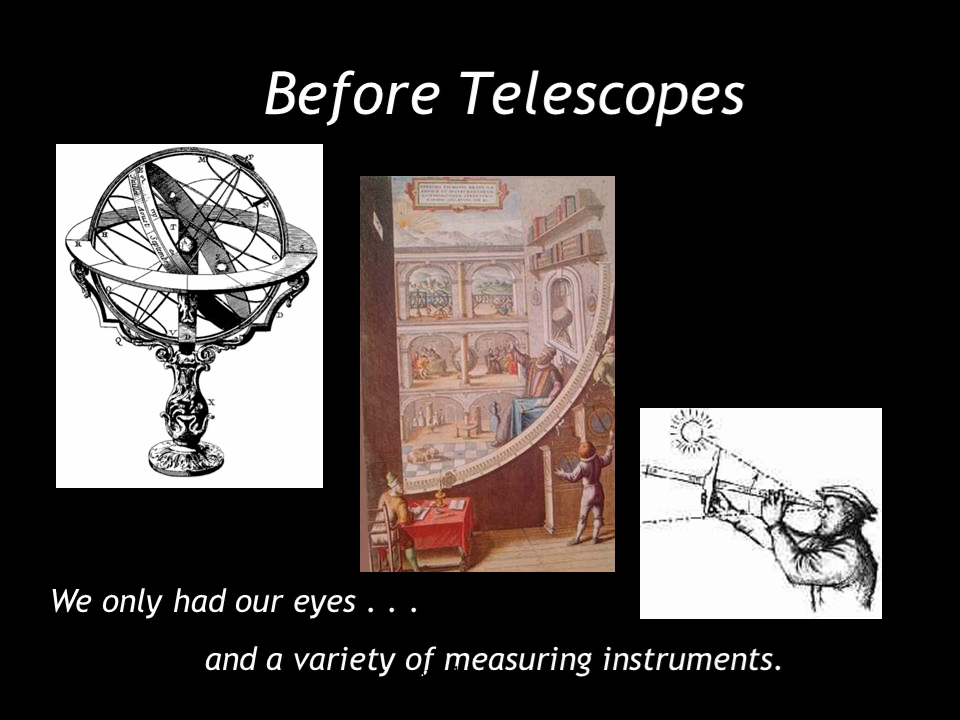 Before Telescopes
M
P
N
T
R
H
G
S
D
V
D
Q
X
We only had our eyes . . .
and a variety of measuring instruments.